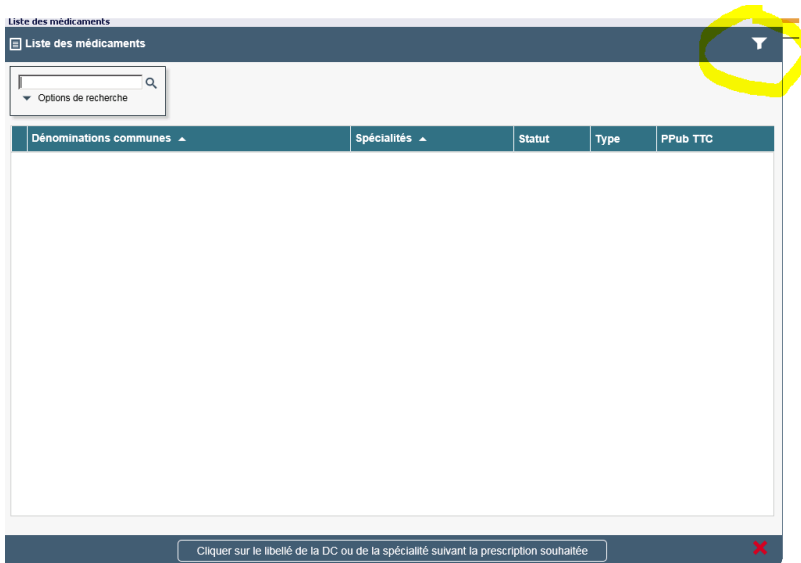 Liste des médicaments
Liste des médicaments
Options de recherche
Dénominations communes Spécialités Statut Type PPub TTC
Cliquer sur le libellé de la DC ou de la spécialité suivant la prescription souhaitée